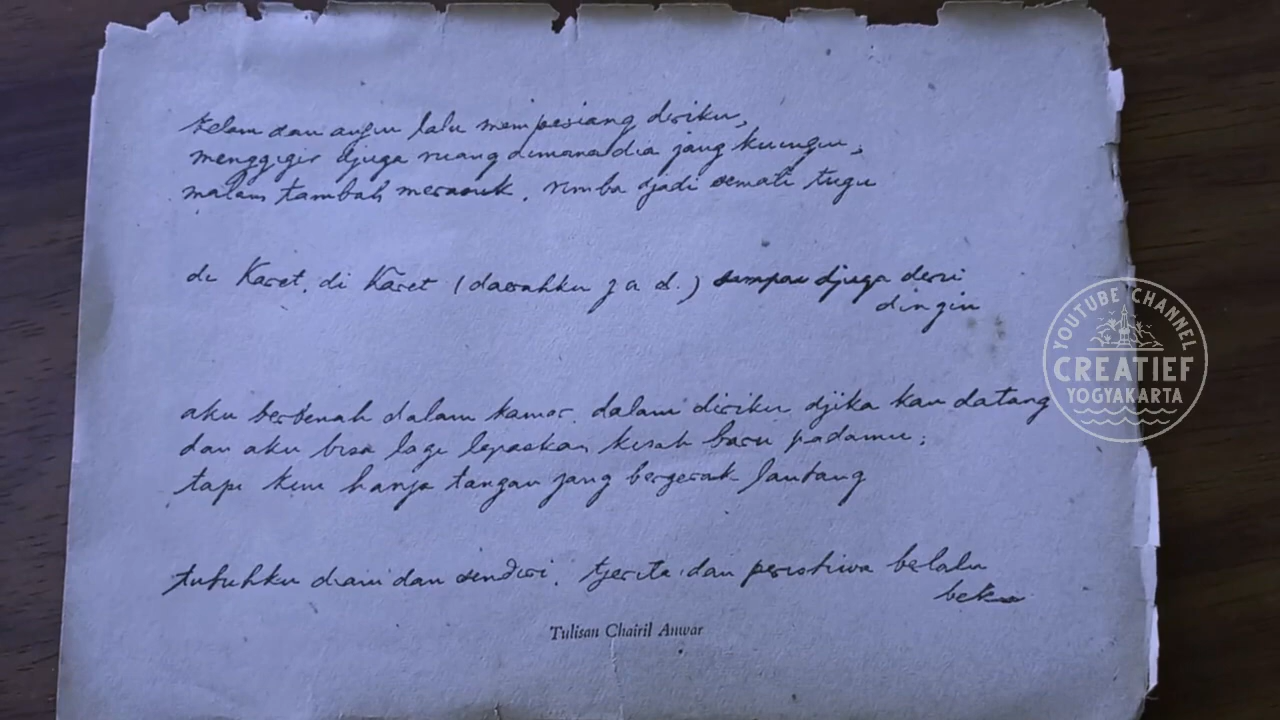 kelam dan angin lalu mempesiang diriku,
menggigir djuga ruang dimana dia jang kuingin,
malam tambah merasuk, rimba djadi semati tugu
di Karet, di Karet (daerahku j a d.) sampai djuga deru
dingin
aku berbenah dalam kamar, dalam diriku djika kau datang
dan aku bisa lagi lepaskan kisah baru padamu;
tapi kini hanja tangan jang bergerak lantang
tubuhku diam dan sendiri, tjerita dan peristiwa berlalu
beku
Tulisan Chairil Anwar
YOUTUBE CHANNEL
CREATIEF
YOGYAKARTA